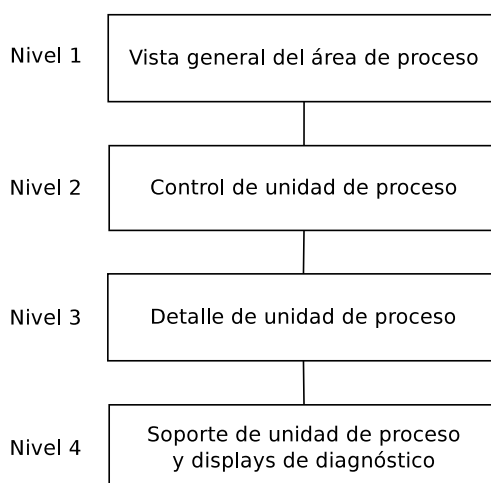 Nivel 1
Vista general del área de proceso
Nivel 2
Control de unidad de proceso
Nivel 3
Detalle de unidad de proceso
Nivel 4
Soporte de unidad de proceso
y displays de diagnóstico